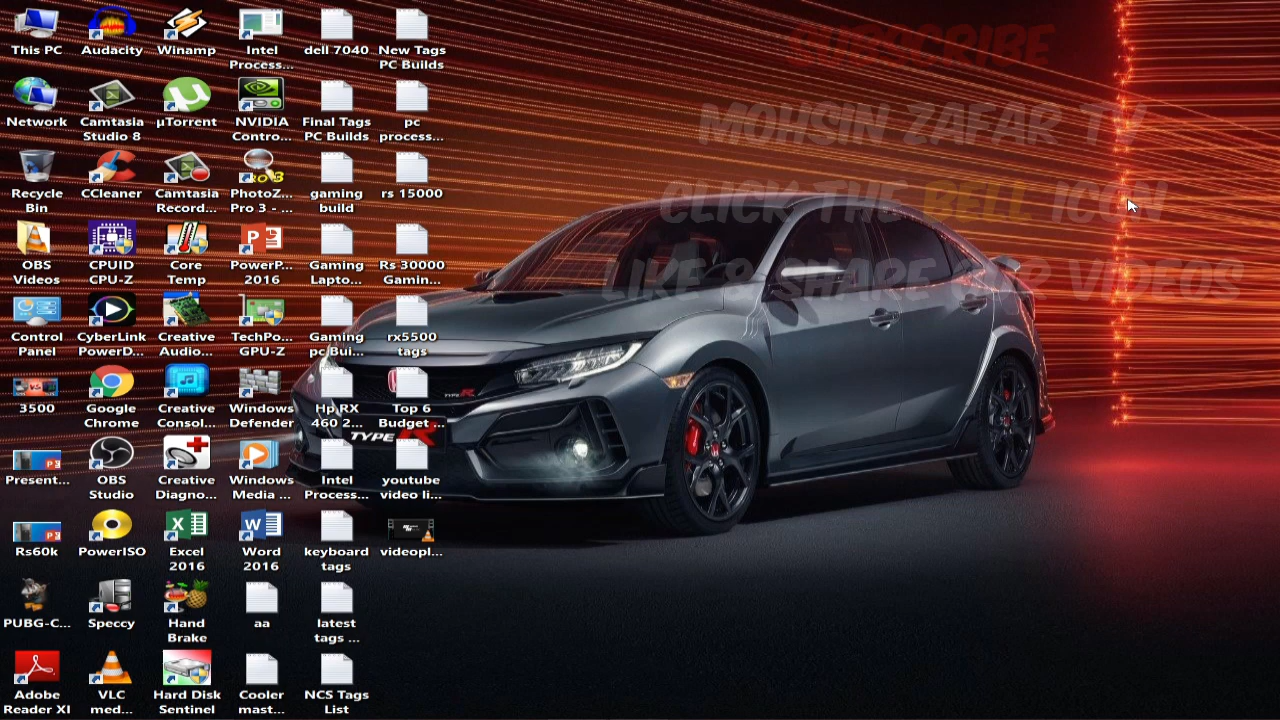 This PC
Audacity
Winamp
Intel
Process...
dell 7040
New Tags
PC Builds
Network
Camtasia
Studio 8
µTorrent
NVIDIA
Contro...
Final Tags
PC Builds
pc
process...
Recycle
Bin
CCleaner
Camtasia
Record...
PhotoZ...
Pro 3 - ...
gaming
build
rs 15000
OBS
Videos
CPUID
CPU-Z
Core
Temp
PowerP...
2016
Gaming
Lapto...
Rs 30000
Gamin...
Control
Panel
CyberLink
PowerD...
Creative
Audio...
TechPo...
GPU-Z
Gaming
pc Bui...
rx5500
tags
3500
Google
Chrome
Creative
Consol...
Windows
Defender
Hp RX
460 2...
Top 6
Budget ...
Present...
OBS
Studio
Creative
Diagno...
Windows
Media ...
Intel
Process...
youtube
video li...
Rs60k
PowerISO
Excel
2016
Word
2016
keyboard
tags
videopl...
PUBG-C...
Speccy
Hand
Brake
aa
latest
tags ...
Adobe
Reader XI
VLC
med...
Hard Disk
Sentinel
Cooler
mast...
NCS Tags
List
SUBSCRIBE
MOHSIN ZAKAR TV
CLICK THE BELL ICON
LIKE & SHARE OUR VIDEOS
TYPE R